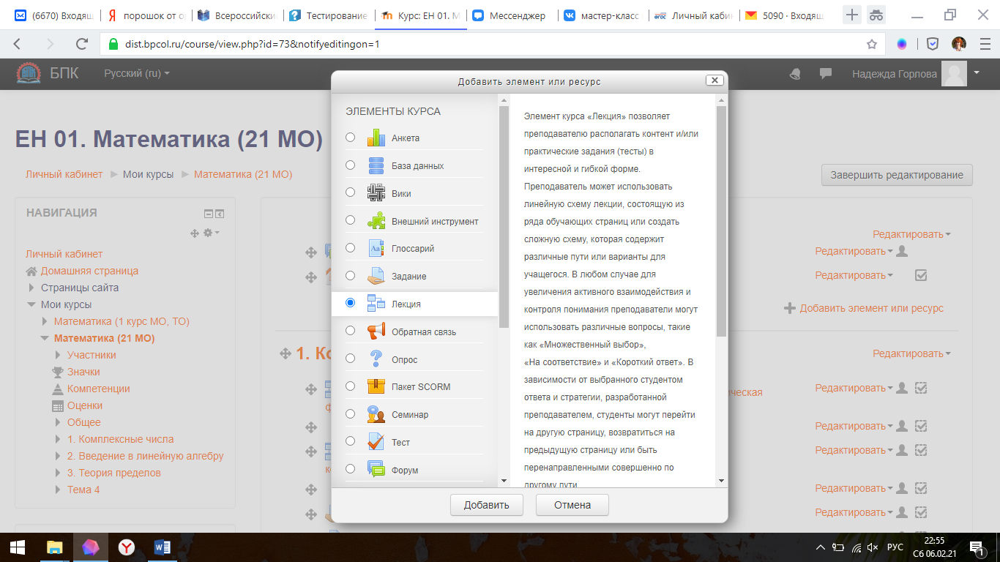 (6670) Входящ
порошок от ор
Всероссийски
Тестирование
Курс: ЕН 01. М
Мессенджер
мастер-класс
Личный кабин
5090 · Входящ
dist.bpcol.ru/course/view.php?id=73&notifyeditingon=1
БПК
Русский (ru)
Надежда Горлова
Добавить элемент или ресурс
ЕН 01. Математика (21 МО)
Личный кабинет
Мои курсы
Математика (21 МО)
Завершить редактирование
НАВИГАЦИЯ
Личный кабинет
Домашняя страница
Страницы сайта
Мои курсы
Математика (1 курс МО, ТО)
Математика (21 МО)
Участники
Значки
Компетенции
Оценки
Общее
1. Комплексные числа
2. Введение в линейную алгебру
3. Теория пределов
Тема 4
ЭЛЕМЕНТЫ КУРСА
Анкета
База данных
Вики
Внешний инструмент
Глоссарий
Задание
Лекция
Обратная связь
Опрос
Пакет SCORM
Семинар
Тест
Форум
Элемент курса «Лекция» позволяет
преподавателю располагать контент и/или
практические задания (тесты) в
интересной и гибкой форме.
Преподаватель может использовать
линейную схему лекции, состоящую из
ряда обучающих страниц или создать
сложную схему, которая содержит
различные пути или варианты для
учащегося. В любом случае для
увеличения активного взаимодействия и
контроля понимания преподаватели могут
использовать различные вопросы, такие
как «Множественный выбор»,
«На соответствие» и «Короткий ответ». В
зависимости от выбранного студентом
ответа и стратегии, разработанной
преподавателем, студенты могут перейти
на другую страницу, возвратиться на
предыдущую страницу или быть
перенаправленными совершенно по
другому пути
Добавить
Отмена
1. Ко
Редактировать
Редактировать
Редактировать
Добавить элемент или ресурс
Редактировать
ическая
Редактировать
Редактировать
Редактировать
Редактировать
Редактировать
РУС
22:55
Сб 06.02.21
1